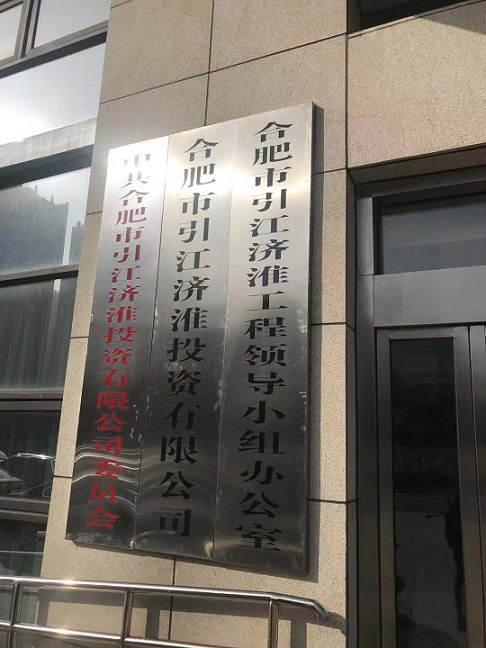 合肥市引江济淮工程领导小组办公室
合肥市引江济淮投资有限公司
中共合肥市引江济淮投资有限公司委员会